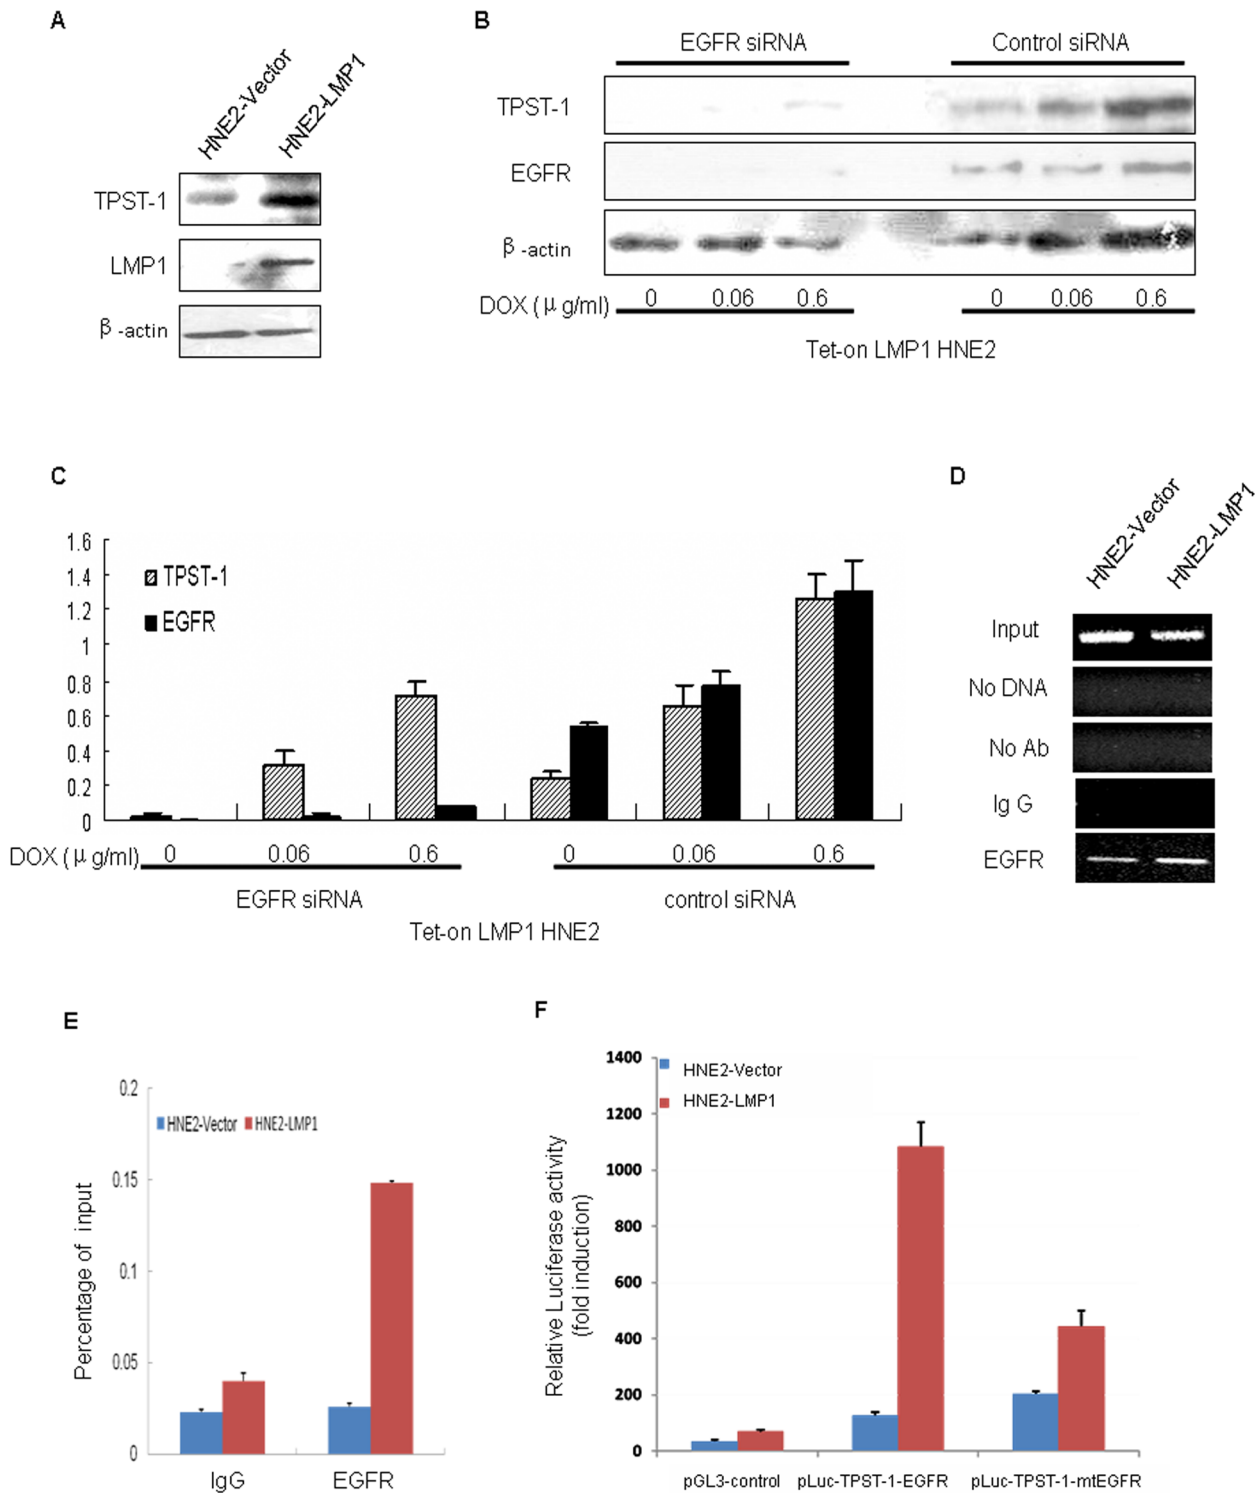 A
HNE2-Vector
HNE2-LMP1
TPST-1
LMP1
β-actin
B
EGFR siRNA
Control siRNA
TPST-1
EGFR
β-actin
DOX (μg/ml)
0
0.06
0.6
0
0.06
0.6
Tet-on LMP1 HNE2
C
1.6
1.4
1.2
1
0.8
0.6
0.4
0.2
0
TPST-1
EGFR
DOX (μg/ml)
0
0.06
0.6
0
0.06
0.6
EGFR siRNA
control siRNA
Tet-on LMP1 HNE2
D
HNE2-Vector
HNE2-LMP1
Input
No DNA
No Ab
Ig G
EGFR
E
0.2
0.15
0.1
0.05
0
HNE2-Vector
HNE2-LMP1
Percentage of input
IgG
EGFR
F
1400
1200
1000
800
600
400
200
0
HNE2-Vector
HNE2-LMP1
Relative Luciferase activity
(fold induction)
pGL3-control
pLuc-TPST-1-EGFR
pLuc-TPST-1-mtEGFR